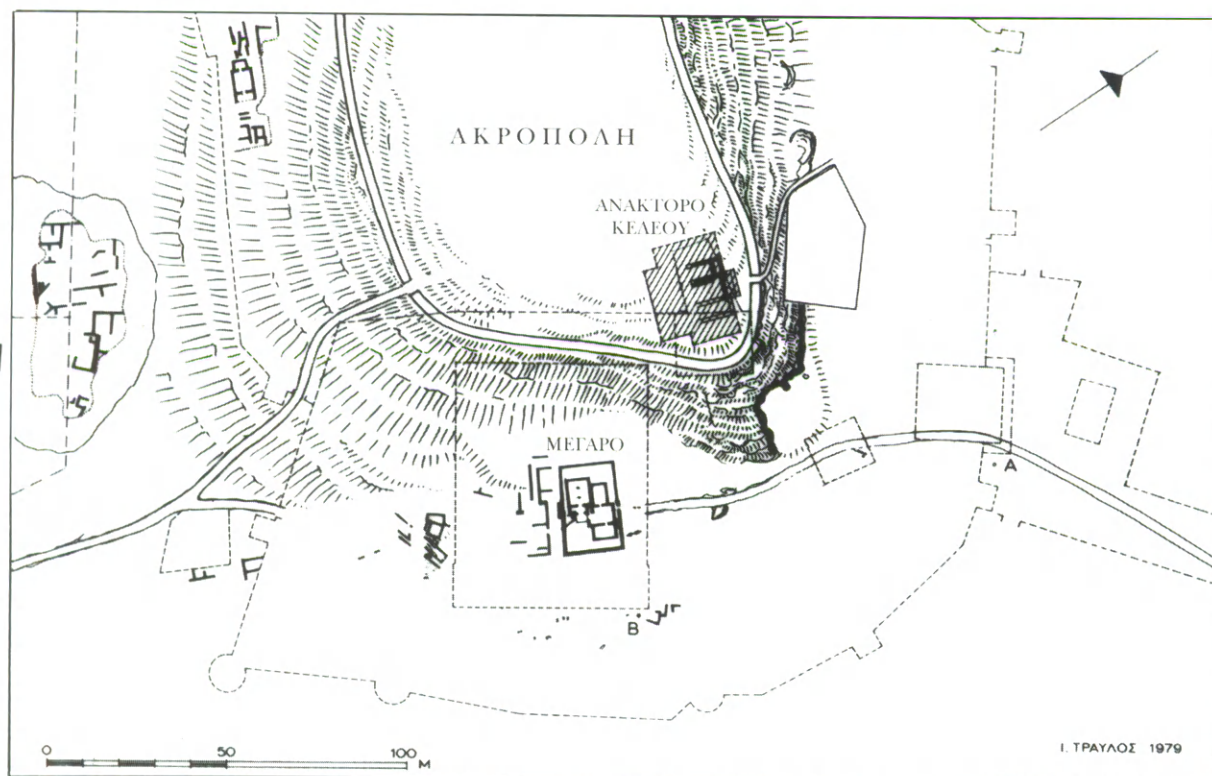 ΑΚΡΟΠΟΛΗ
ΑΝΑΚΤΟΡΟ
ΚΕΛΕΟΥ
ΜΕΓΑΡΟ
A
B
0 50 100 M
Ι. ΤΡΑΥΛΟΣ 1979